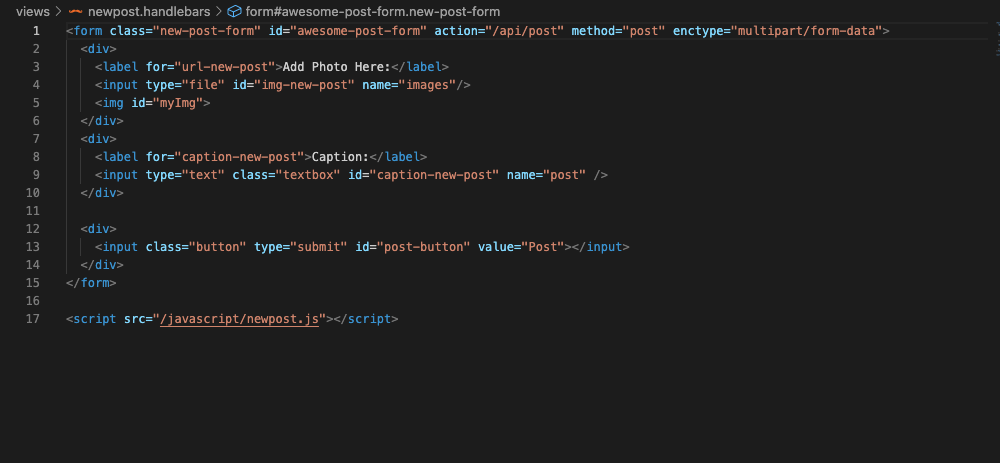 views > newpost.handlebars > form#awesome-post-form.new-post-form
1 <form class="new-post-form" id="awesome-post-form" action="/api/post" method="post" enctype="multipart/form-data">
2 <div>
3 <label for="url-new-post">Add Photo Here:</label>
4 <input type="file" id="img-new-post" name="images"/>
5 <img id="myImg">
6 </div>
7 <div>
8 <label for="caption-new-post">Caption:</label>
9 <input type="text" class="textbox" id="caption-new-post" name="post" />
10 </div>
11
12 <div>
13 <input class="button" type="submit" id="post-button" value="Post"></input>
14 </div>
15 </form>
16
17 <script src="/javascript/newpost.js"></script>